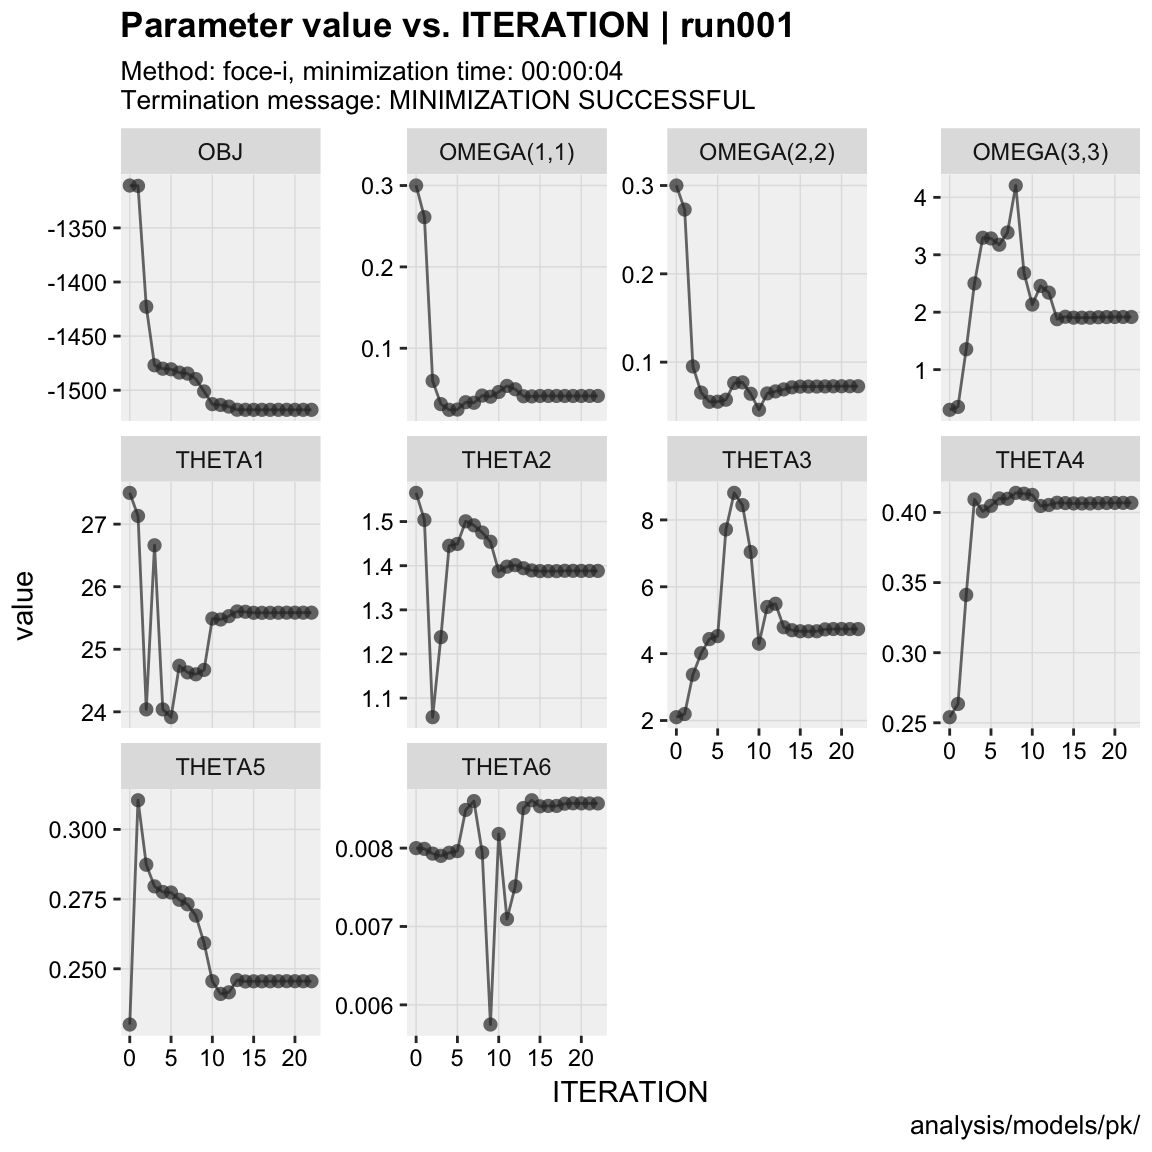 Parameter value vs. ITERATION | run001
Method: foce-i, minimization time: 00:00:04
Termination message: MINIMIZATION SUCCESSFUL
OBJ OMEGA(1,1) OMEGA(2,2) OMEGA(3,3)
-1350
-1400
-1450
-1500
0.3
0.2
0.1
0.3
0.2
0.1
4
3
2
1
THETA1 THETA2 THETA3 THETA4
27
26
25
24
1.5
1.4
1.3
1.2
1.1
8
6
4
2
0 5 10 15 20
0.40
0.35
0.30
0.25
0 5 10 15 20
value
THETA5 THETA6
0.300
0.275
0.250
0 5 10 15 20
0.008
0.007
0.006
0 5 10 15 20
ITERATION
analysis/models/pk/